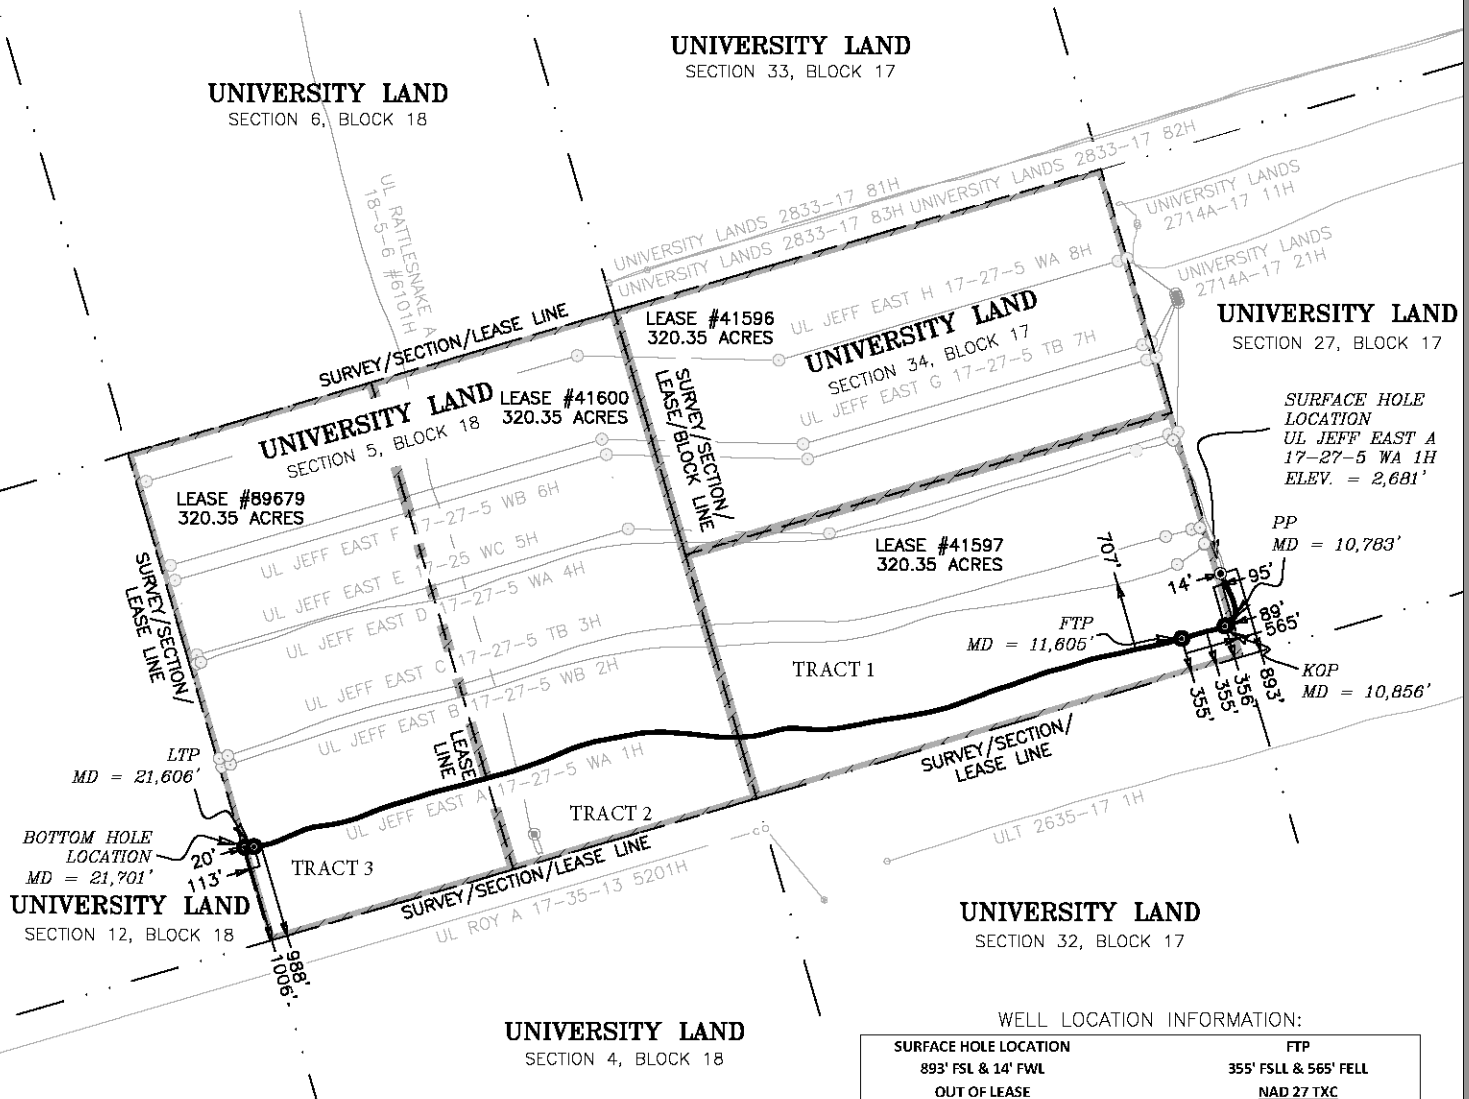 UNIVERSITY LAND
SECTION 33, BLOCK 17
UNIVERSITY LAND
SECTION 6, BLOCK 18
UL RATTLESNAKE A
18-5-6 #6101H
UNIVERSITY LANDS 2833-17 81H
UNIVERSITY LANDS 2833-17 83H
UNIVERSITY LANDS 2833-17 82H
UNIVERSITY LANDS
2714A-17 11H
UNIVERSITY LANDS
2714A-17 21H
UNIVERSITY LAND
SECTION 27, BLOCK 17
SURVEY/SECTION/LEASE LINE
LEASE #41596
320.35 ACRES
UL JEFF EAST H 17-27-5 WA 8H
UNIVERSITY LAND
SECTION 34, BLOCK 17
UL JEFF EAST G 17-27-5 TB 7H
SURVEY/SECTION/
LEASE/BLOCK LINE
LEASE #41600
320.35 ACRES
UNIVERSITY LAND
SECTION 5, BLOCK 18
LEASE #89679
320.35 ACRES
UL JEFF EAST F 17-27-5 WB 6H
UL JEFF EAST E 17-25 WC 5H
UL JEFF EAST D 17-27-5 WA 4H
UL JEFF EAST C 17-27-5 TB 3H
UL JEFF EAST B 17-27-5 WB 2H
UL JEFF EAST A 17-27-5 WA 1H
SURVEY/SECTION/
LEASE LINE
SURFACE HOLE
LOCATION
UL JEFF EAST A
17-27-5 WA 1H
ELEV. = 2,681'
PP
MD = 10,783'
LEASE #41597
320.35 ACRES
707'
14'
95'
89'
565'
FTP
MD = 11,605'
KOP
MD = 10,856'
355'
355'
356'
893'
TRACT 1
SURVEY/SECTION/
LEASE LINE
LEASE
LINE
LTP
MD = 21,606'
BOTTOM HOLE
LOCATION
MD = 21,701'
20'
113'
TRACT 2
TRACT 3
SURVEY/SECTION/LEASE LINE
UL ROY A 17-35-13 5201H
ULT 2635-17 1H
UNIVERSITY LAND
SECTION 12, BLOCK 18
988'
1006'
UNIVERSITY LAND
SECTION 32, BLOCK 17
UNIVERSITY LAND
SECTION 4, BLOCK 18
WELL LOCATION INFORMATION:
SURFACE HOLE LOCATION
893' FSL & 14' FWL
OUT OF LEASE
FTP
355' FSLL & 565' FELL
NAD 27 TXC